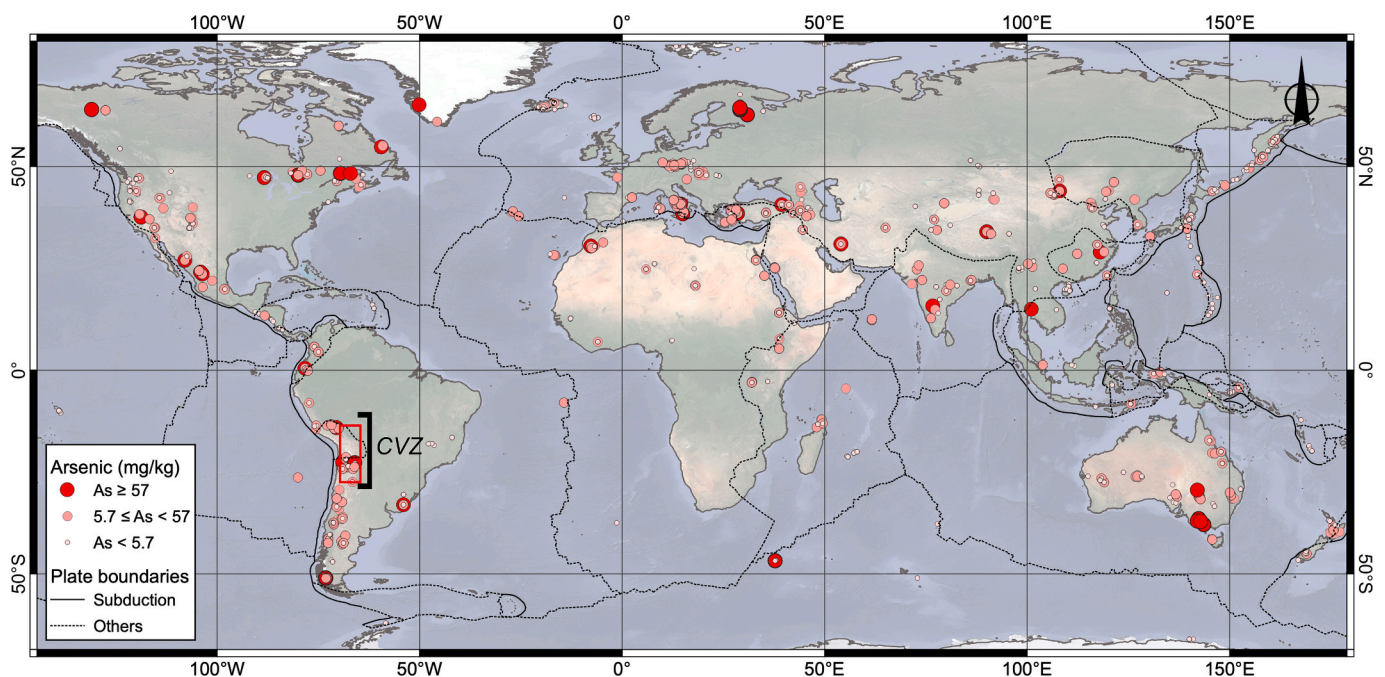 100°W 50°W 0° 50°E 100°E 150°E
50°N 50°N
0° 0°
CVZ
Arsenic (mg/kg)
As ≥ 57
5.7 ≤ As < 57
As < 5.7
Plate boundaries
Subduction
Others
50°S 50°S
100°W 50°W 0° 50°E 100°E 150°E